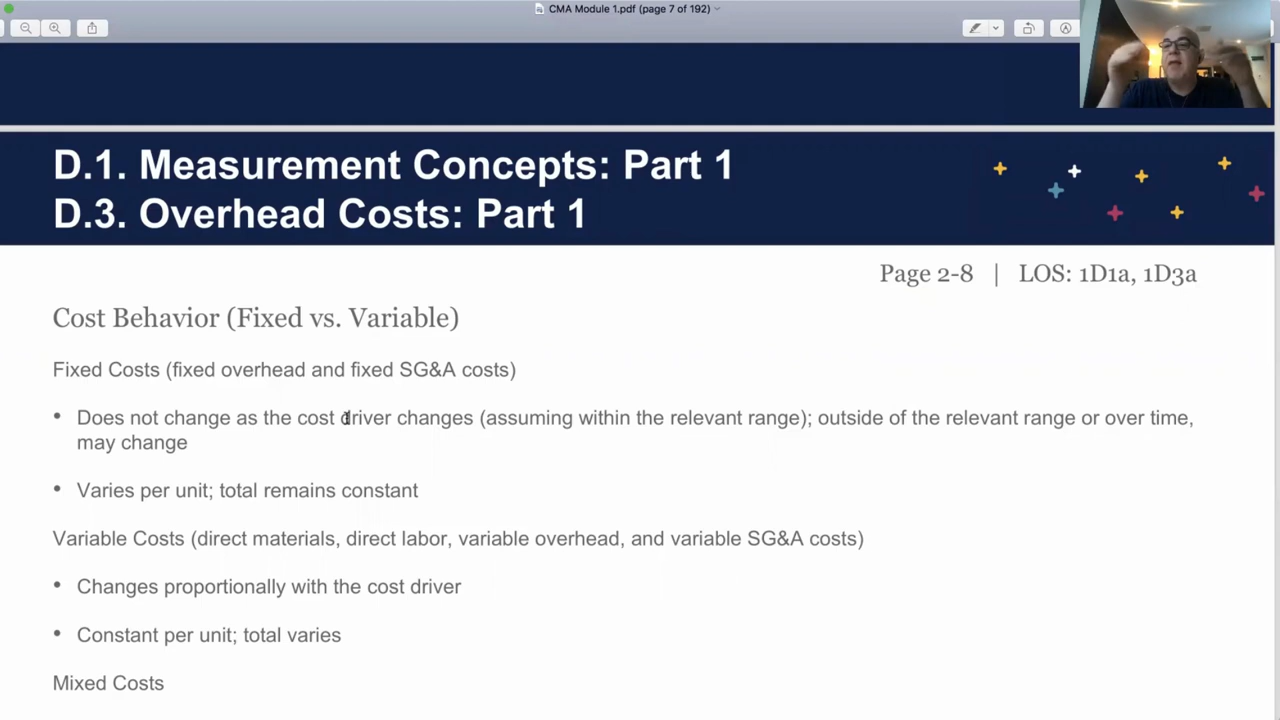 CMA Module 1.pdf (page 7 of 192)
D.1. Measurement Concepts: Part 1
D.3. Overhead Costs: Part 1
Page 2-8 | LOS: 1D1a, 1D3a
Cost Behavior (Fixed vs. Variable)
Fixed Costs (fixed overhead and fixed SG&A costs)
• Does not change as the cost driver changes (assuming within the relevant range); outside of the relevant range or over time,
may change
• Varies per unit; total remains constant
Variable Costs (direct materials, direct labor, variable overhead, and variable SG&A costs)
• Changes proportionally with the cost driver
• Constant per unit; total varies
Mixed Costs